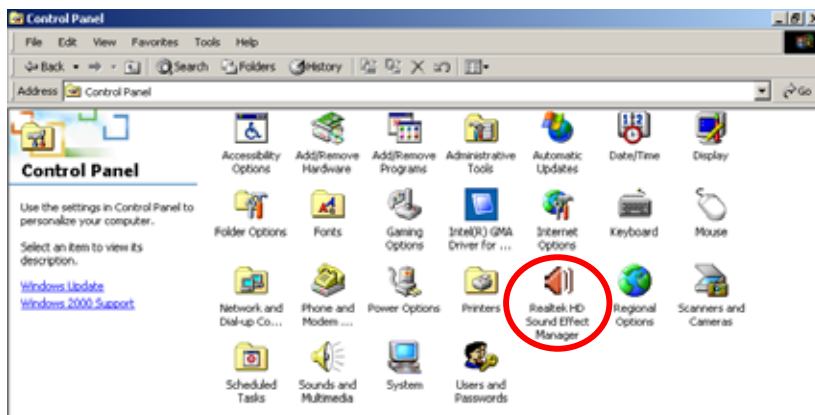 Control Panel
File Edit View Favorites Tools Help
Back Search Folders History
Address Control Panel Go
Control Panel
Use the settings in Control Panel to
personalize your computer.
Select an item to view its
description.
Windows Update
Windows 2000 Support
Accessibility
Options
Add/Remove
Hardware
Add/Remove
Programs
Administrative
Tools
Automatic
Updates
Date/Time
Display
Folder Options
Fonts
Gaming
Options
Intel(R) GMA
Driver for ...
Internet
Options
Keyboard
Mouse
Network and
Dial-up Co...
Phone and
Modem ...
Power Options
Printers
Realtek HD
Sound Effect
Manager
Regional
Options
Scanners and
Cameras
Scheduled
Tasks
Sounds and
Multimedia
System
Users and
Passwords